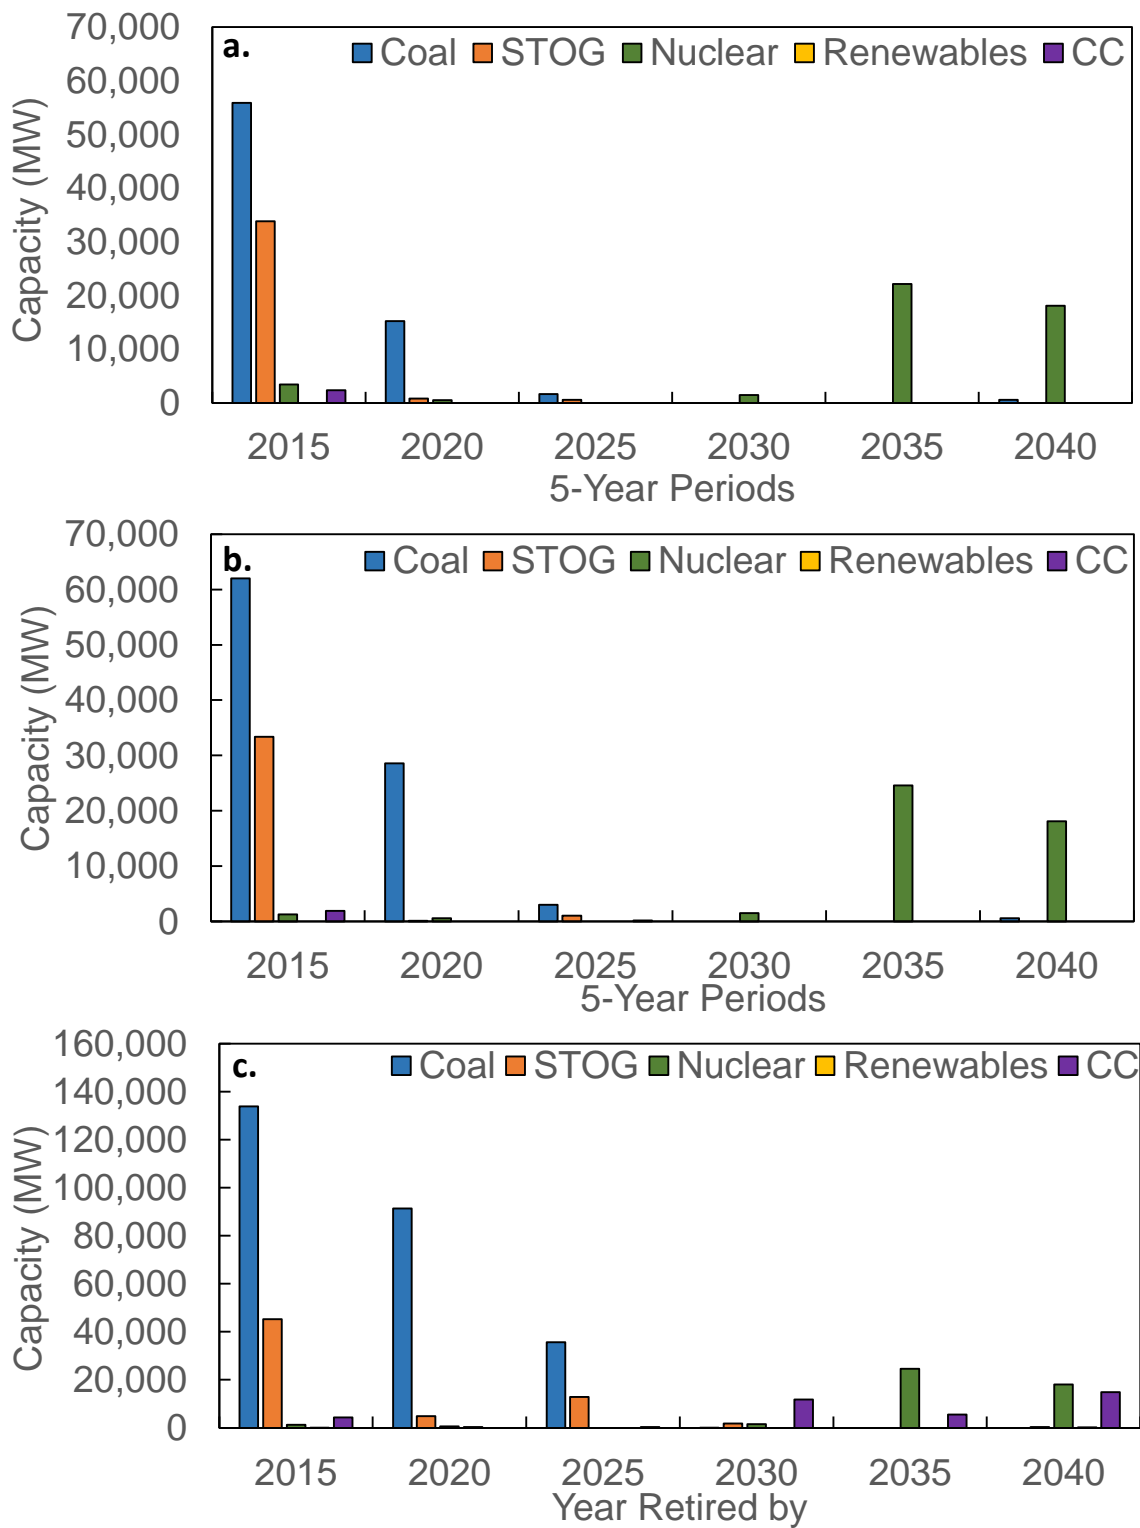 a.
Coal STOG Nuclear Renewables CC
70,000
60,000
50,000
40,000
30,000
20,000
10,000
0
Capacity (MW)
2015 2020 2025 2030 2035 2040
5-Year Periods
b.
Coal STOG Nuclear Renewables CC
70,000
60,000
50,000
40,000
30,000
20,000
10,000
0
Capacity (MW)
2015 2020 2025 2030 2035 2040
5-Year Periods
c.
Coal STOG Nuclear Renewables CC
160,000
140,000
120,000
100,000
80,000
60,000
40,000
20,000
0
Capacity (MW)
2015 2020 2025 2030 2035 2040
Year Retired by